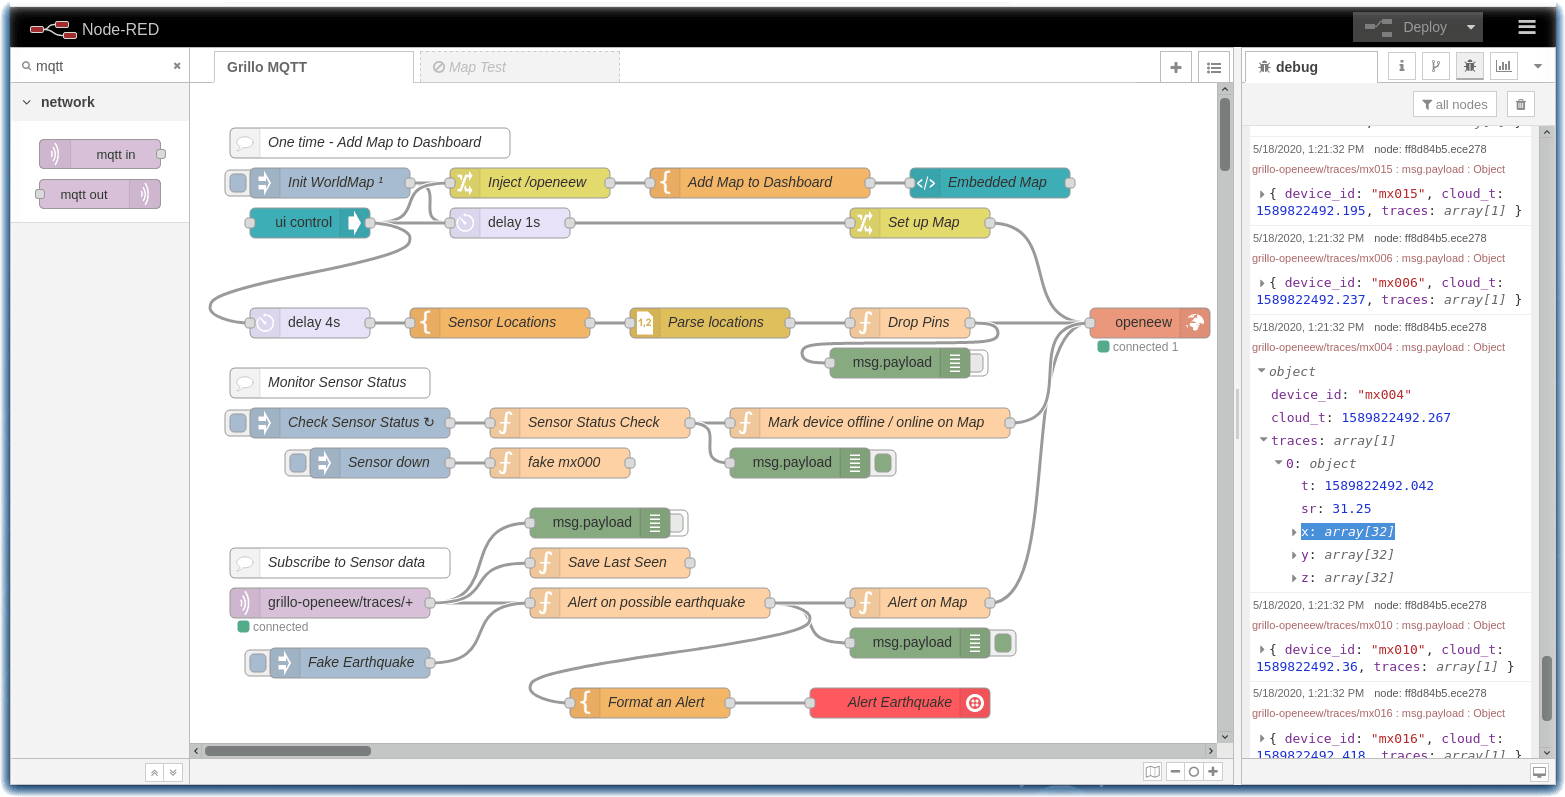 Node-RED
Deploy
mqtt
network
mqtt in
mqtt out
Grillo MQTT
Map Test
One time - Add Map to Dashboard
Init WorldMap ¹
Inject /openeew
Add Map to Dashboard
Embedded Map
ui control
delay 1s
Set up Map
delay 4s
Sensor Locations
1,2
Parse locations
Drop Pins
openeew
connected 1
msg.payload
Monitor Sensor Status
Check Sensor Status ↻
Sensor Status Check
Mark device offline / online on Map
Sensor down
fake mx000
msg.payload
msg.payload
Subscribe to Sensor data
Save Last Seen
grillo-openeew/traces/+
connected
Alert on possible earthquake
Alert on Map
msg.payload
Fake Earthquake
Format an Alert
Alert Earthquake
debug
all nodes
array[1] }
5/18/2020, 1:21:32 PM node: ff8d84b5.ece278
grillo-openeew/traces/mx015 : msg.payload : Object
{ device_id: "mx015", cloud_t:
1589822492.195, traces: array[1] }
5/18/2020, 1:21:32 PM node: ff8d84b5.ece278
grillo-openeew/traces/mx006 : msg.payload : Object
{ device_id: "mx006", cloud_t:
1589822492.237, traces: array[1] }
5/18/2020, 1:21:32 PM node: ff8d84b5.ece278
grillo-openeew/traces/mx004 : msg.payload : Object
object
device_id: "mx004"
cloud_t: 1589822492.267
traces: array[1]
0: object
t: 1589822492.042
sr: 31.25
x: array[32]
y: array[32]
z: array[32]
5/18/2020, 1:21:32 PM node: ff8d84b5.ece278
grillo-openeew/traces/mx010 : msg.payload : Object
{ device_id: "mx010", cloud_t:
1589822492.36, traces: array[1] }
5/18/2020, 1:21:32 PM node: ff8d84b5.ece278
grillo-openeew/traces/mx016 : msg.payload : Object
{ device_id: "mx016", cloud_t:
1589822492.418, traces: array[1] }